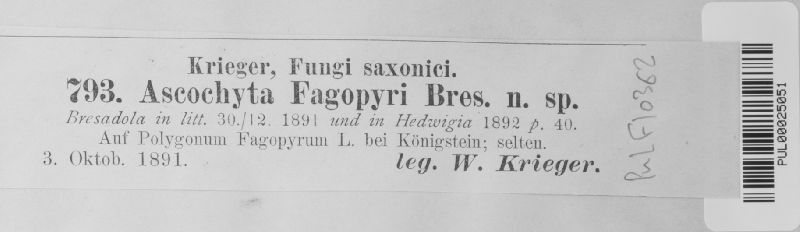 Krieger, Fungi saxonici.
793. Ascochyta Fagopyri Bres. n. sp.
Bresadola in litt. 30./12. 1891 und in Hedwigia 1892 p. 40.
Auf Polygonum Fagopyrum L. bei Königstein; selten.
3. Oktob. 1891. leg. W. Krieger.
PuLF10362
PUL00025051